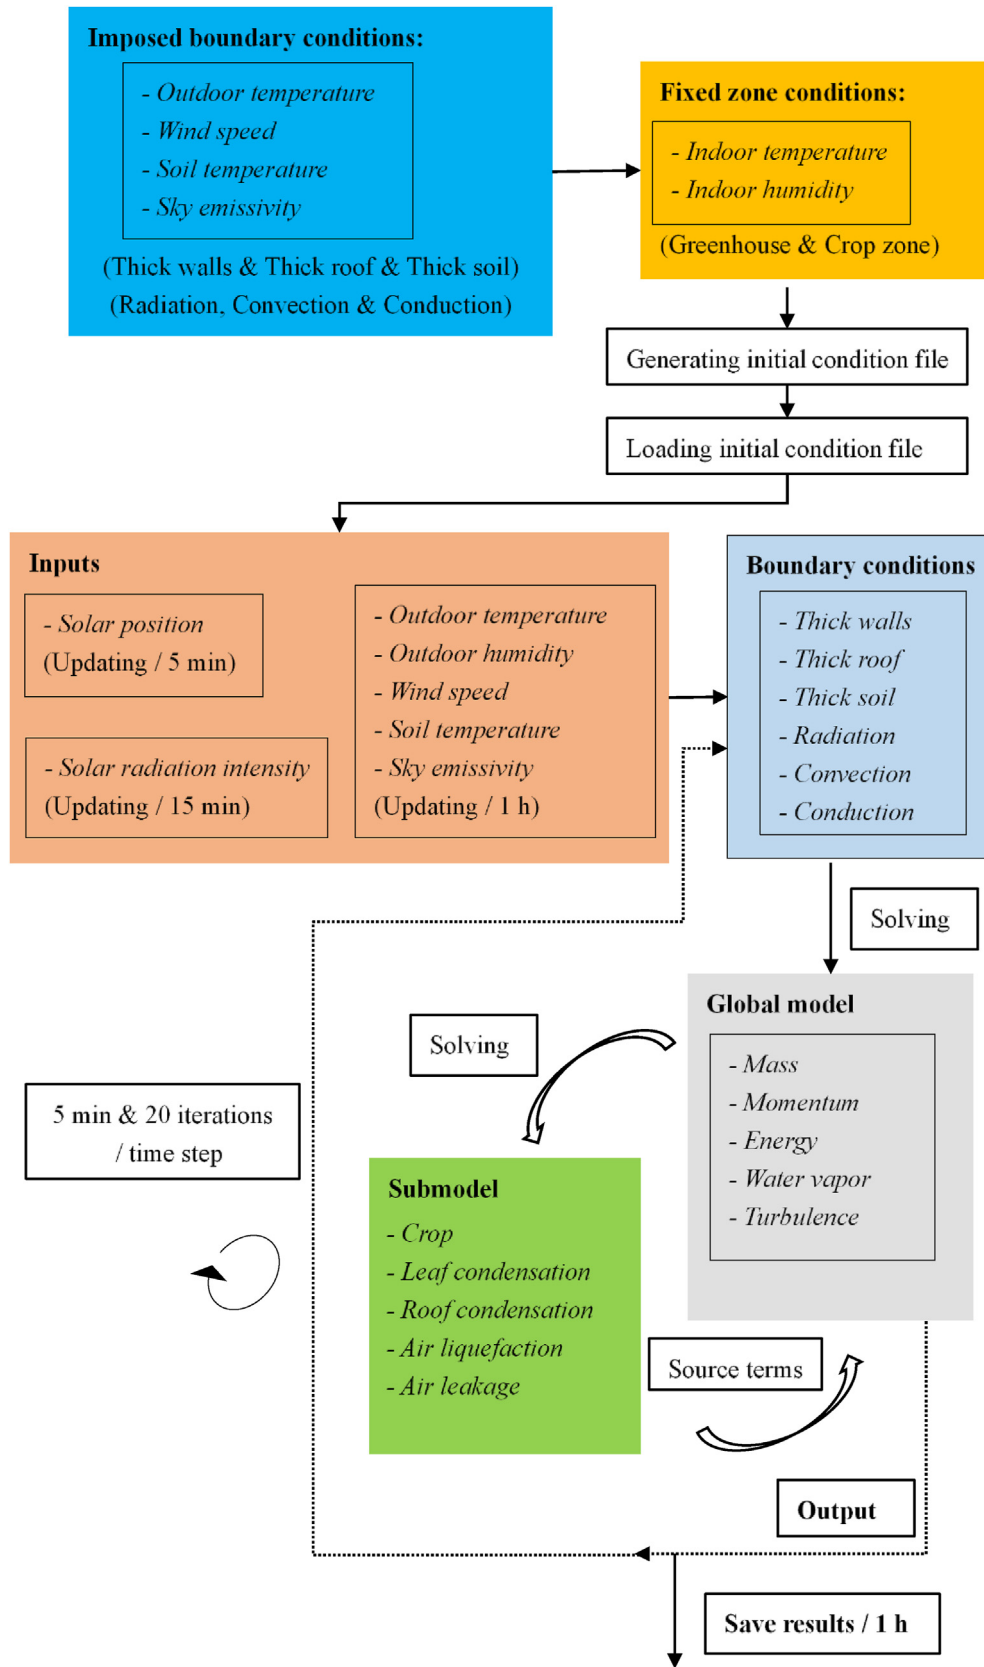 Imposed boundary conditions:
- Outdoor temperature
- Wind speed
- Soil temperature
- Sky emissivity
(Thick walls & Thick roof & Thick soil)
(Radiation, Convection & Conduction)
Fixed zone conditions:
- Indoor temperature
- Indoor humidity
(Greenhouse & Crop zone)
Generating initial condition file
Loading initial condition file
Inputs
- Solar position
(Updating / 5 min)
- Solar radiation intensity
(Updating / 15 min)
- Outdoor temperature
- Outdoor humidity
- Wind speed
- Soil temperature
- Sky emissivity
(Updating / 1 h)
Boundary conditions
- Thick walls
- Thick roof
- Thick soil
- Radiation
- Convection
- Conduction
Solving
Global model
- Mass
- Momentum
- Energy
- Water vapor
- Turbulence
Solving
5 min & 20 iterations
/ time step
Submodel
- Crop
- Leaf condensation
- Roof condensation
- Air liquefaction
- Air leakage
Source terms
Output
Save results / 1 h